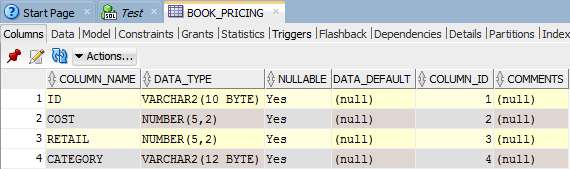 Start Page Test BOOK_PRICING
Columns Data Model Constraints Grants Statistics Triggers Flashback Dependencies Details Partitions Index
Actions...
COLUMN_NAME DATA_TYPE NULLABLE DATA_DEFAULT COLUMN_ID COMMENTS
1 ID VARCHAR2(10 BYTE) Yes (null) 1 (null)
2 COST NUMBER(5,2) Yes (null) 2 (null)
3 RETAIL NUMBER(5,2) Yes (null) 3 (null)
4 CATEGORY VARCHAR2(12 BYTE) Yes (null) 4 (null)